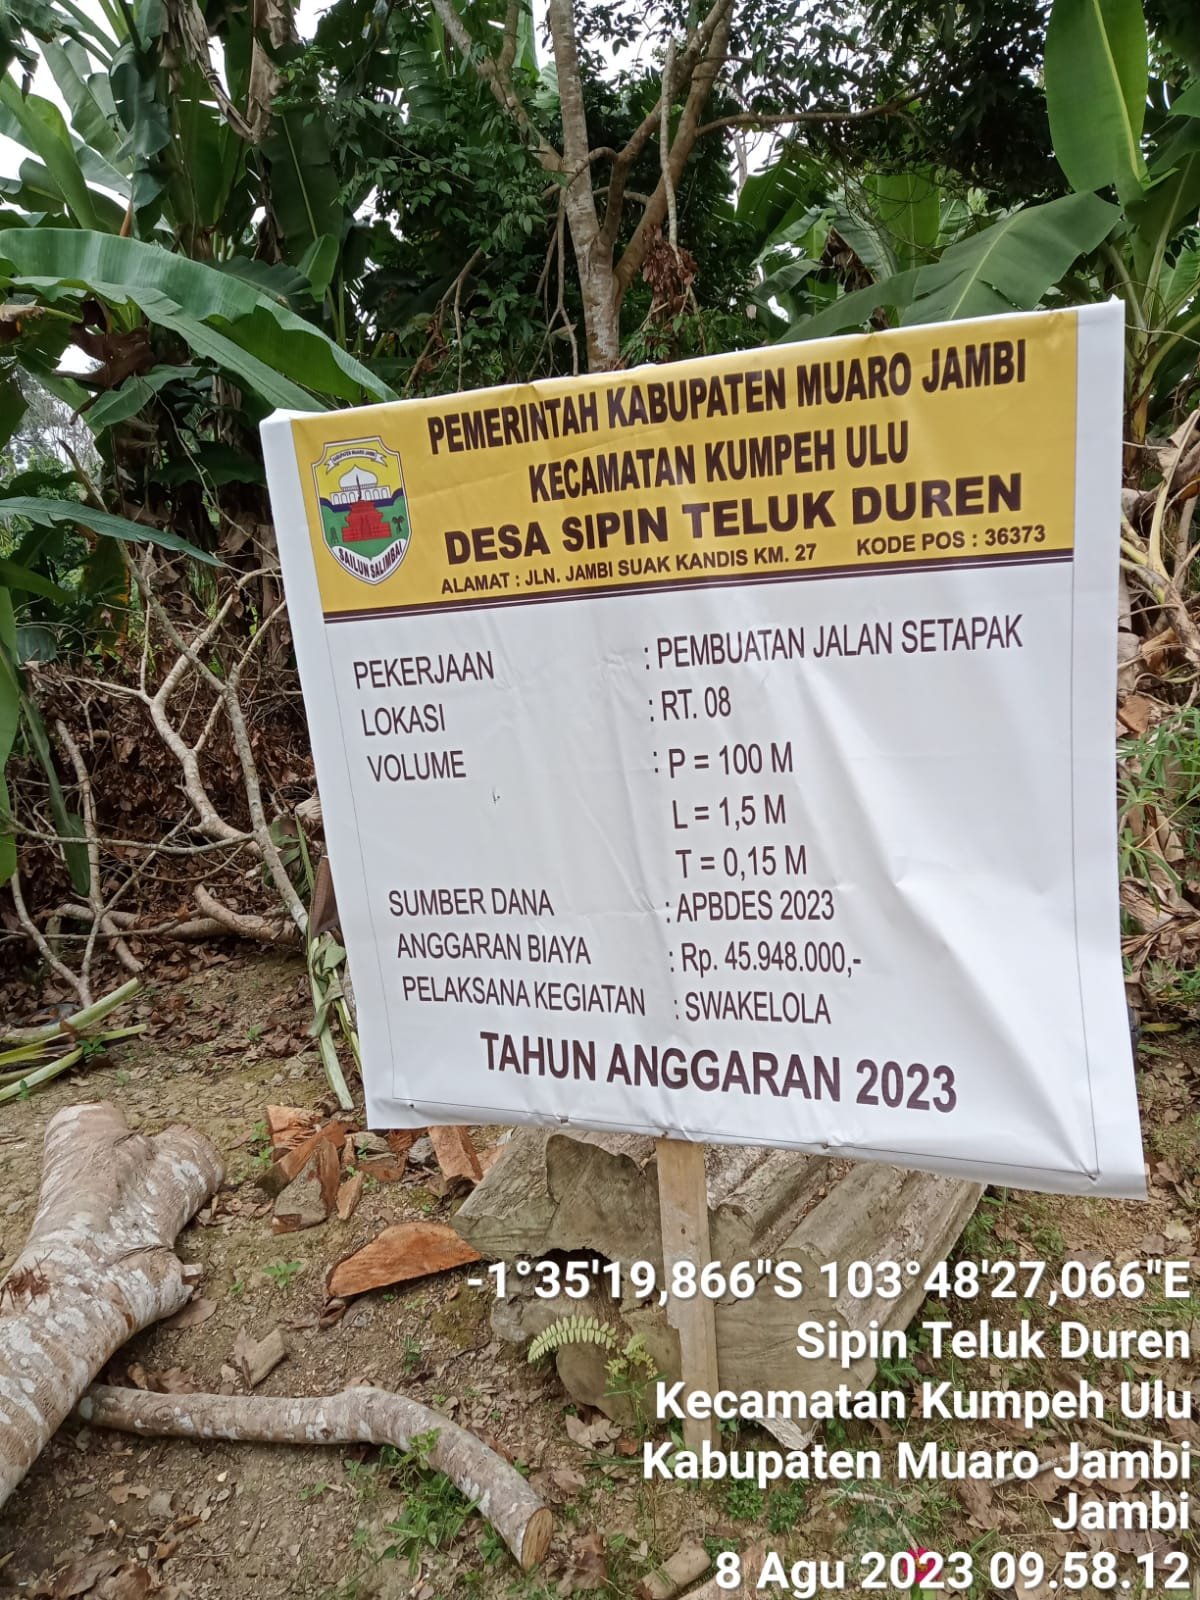 PEMERINTAH KABUPATEN MUARO JAMBI
KECAMATAN KUMPEH ULU
DESA SIPIN TELUK DUREN
ALAMAT : JLN. JAMBI SUAK KANDIS KM. 27 KODE POS : 36373
KABUPATEN MUARO JAMBI
SAILUN SALIMBAI
PEKERJAAN : PEMBUATAN JALAN SETAPAK
LOKASI : RT. 08
VOLUME : P = 100 M
L = 1,5 M
T = 0,15 M
SUMBER DANA : APBDES 2023
ANGGARAN BIAYA : Rp. 45.948.000,-
PELAKSANA KEGIATAN : SWAKELOLA
TAHUN ANGGARAN 2023
-1°35'19,866"S 103°48'27,066"E
Sipin Teluk Duren
Kecamatan Kumpeh Ulu
Kabupaten Muaro Jambi
Jambi
8 Agu 2023 09.58.12